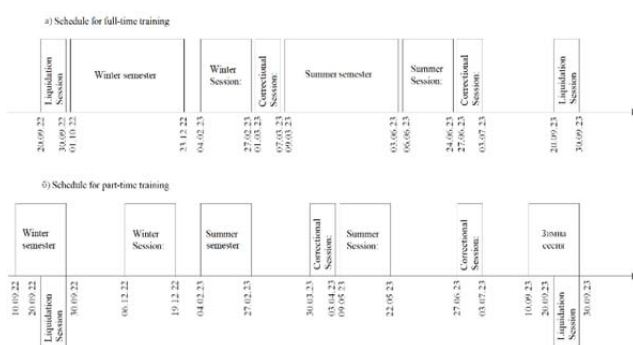 а) Schedule for full-time training
Liquidation
Session
Winter semester
Winter
Session:
Correctional
Session:
Summer semester
Summer
Session:
Correctional
Session:
Liquidation
Session
20.09.22
30.09.22
01.10.22
23.12.22
04.02.23
27.02.23
01.03.23
07.03.23
09.03.23
03.06.23
06.06.23
24.06.23
27.06.23
03.07.23
20.09.23
30.09.23
б) Schedule for part-time training
Winter
semester
Winter
Session:
Summer
semester
Correctional
Session:
Summer
Session:
Correctional
Session:
Зимна
сесия
10.09.22
20.09.22
30.09.22
06.12.22
19.12.22
04.02.23
27.02.23
30.03.23
03.04.23
09.05.23
22.05.23
27.06.23
03.07.23
10.09.23
20.09.23
30.09.23
Liquidation
Session
Liquidation
Session